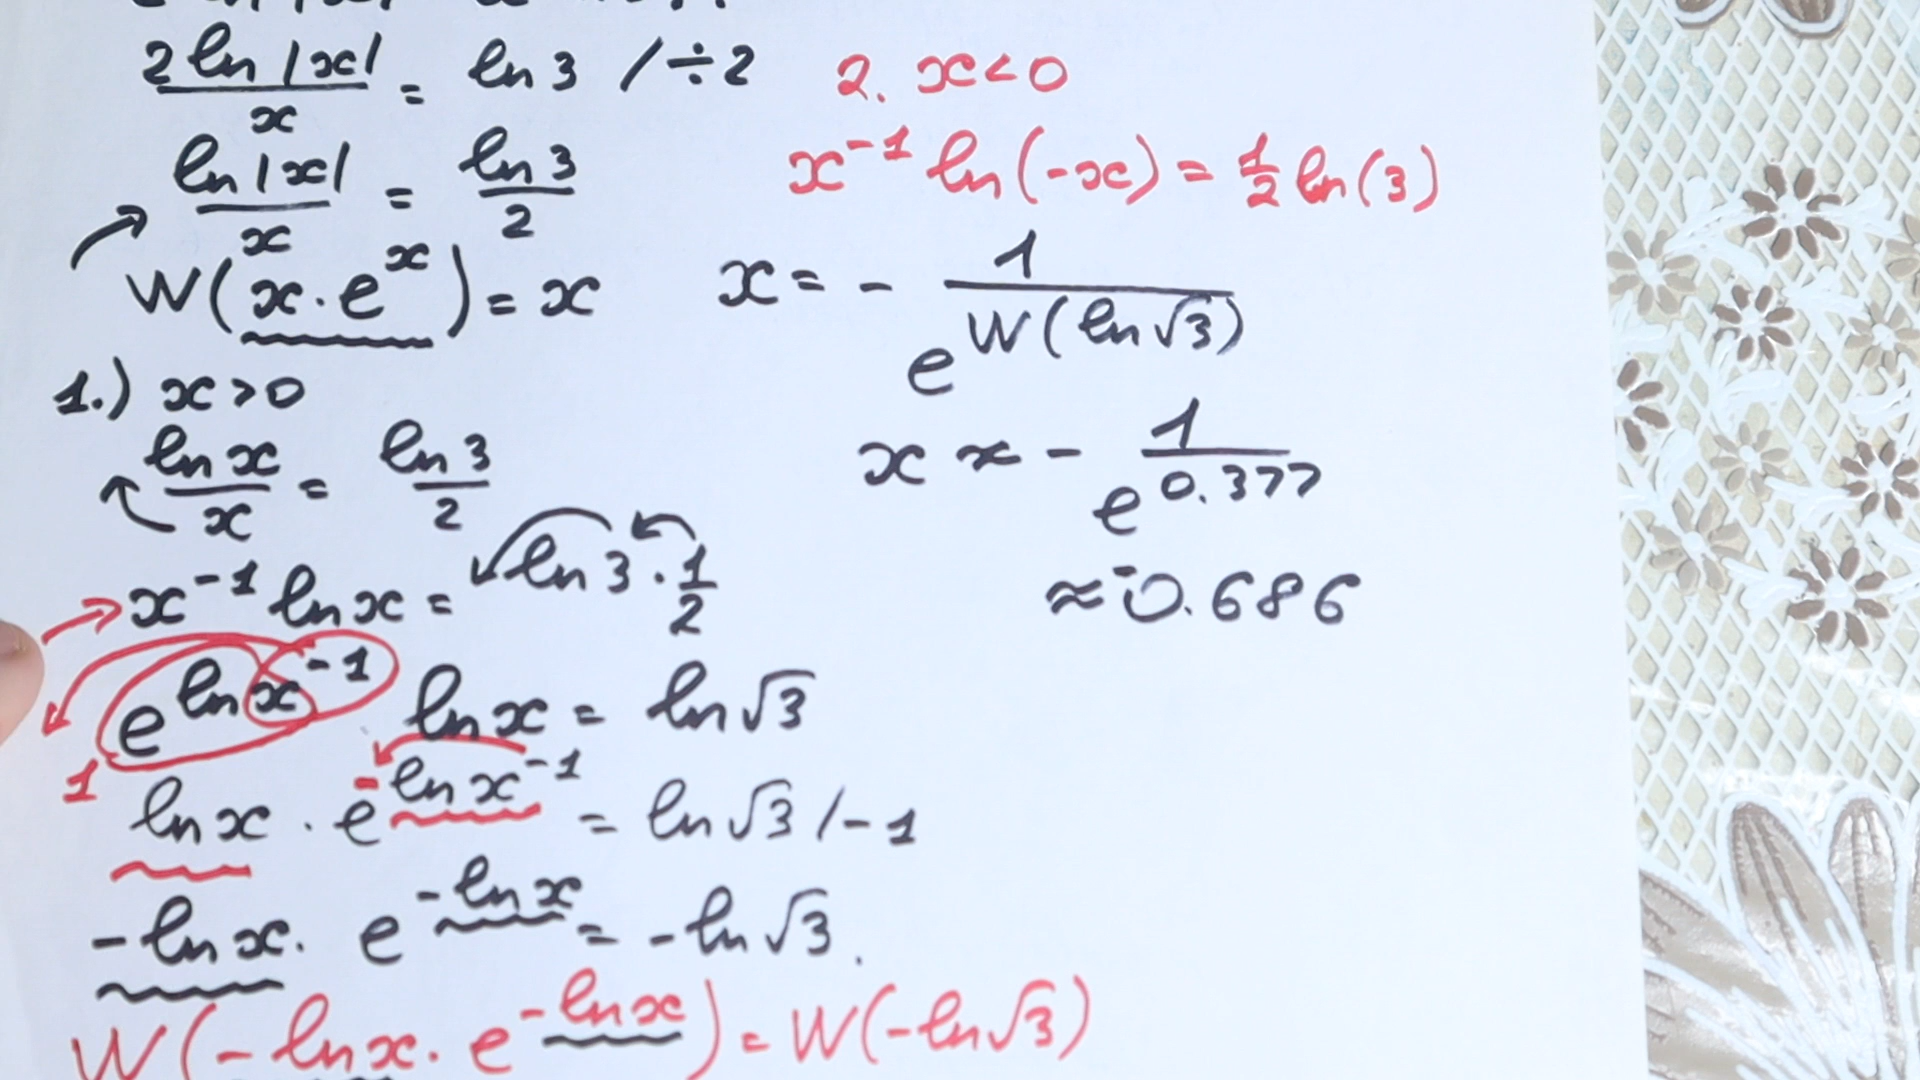 2 ln |x| / x = ln 3 / ÷2
ln |x| / x = ln 3 / 2
W( x · e^x ) = x
1.) x > 0
ln x / x = ln 3 / 2
x^-1 ln x = ln 3 · 1/2
e^ln x^-1 ln x = ln √3
1
ln x · e^-ln x^-1 = ln √3 / -1
-ln x · e^-ln x = -ln √3.
W( -ln x · e^-ln x ) = W(-ln √3)
2. x < 0
x^-1 ln (-x) = 1/2 ln (3)
x = - 1 / e^W(ln √3)
x ≈ - 1 / e^0.377
≈ -0.686